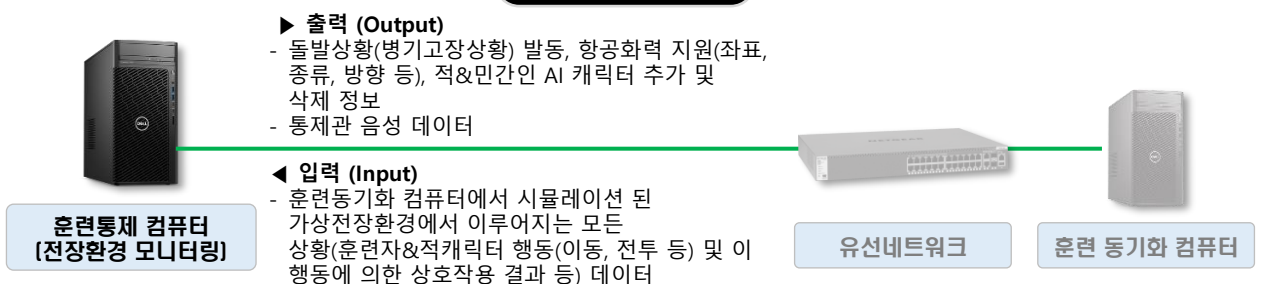 ▶ 출력 (Output)
- 돌발상황(병기고장상황) 발동, 항공화력 지원(좌표,
종류, 방향 등), 적&민간인 AI 캐릭터 추가 및
삭제 정보
- 통제관 음성 데이터
◀ 입력 (Input)
- 훈련동기화 컴퓨터에서 시뮬레이션 된
가상전장환경에서 이루어지는 모든
상황(훈련자&적캐릭터 행동(이동, 전투 등) 및 이
행동에 의한 상호작용 결과 등) 데이터
훈련통제 컴퓨터
(전장환경 모니터링)
유선네트워크
훈련 동기화 컴퓨터